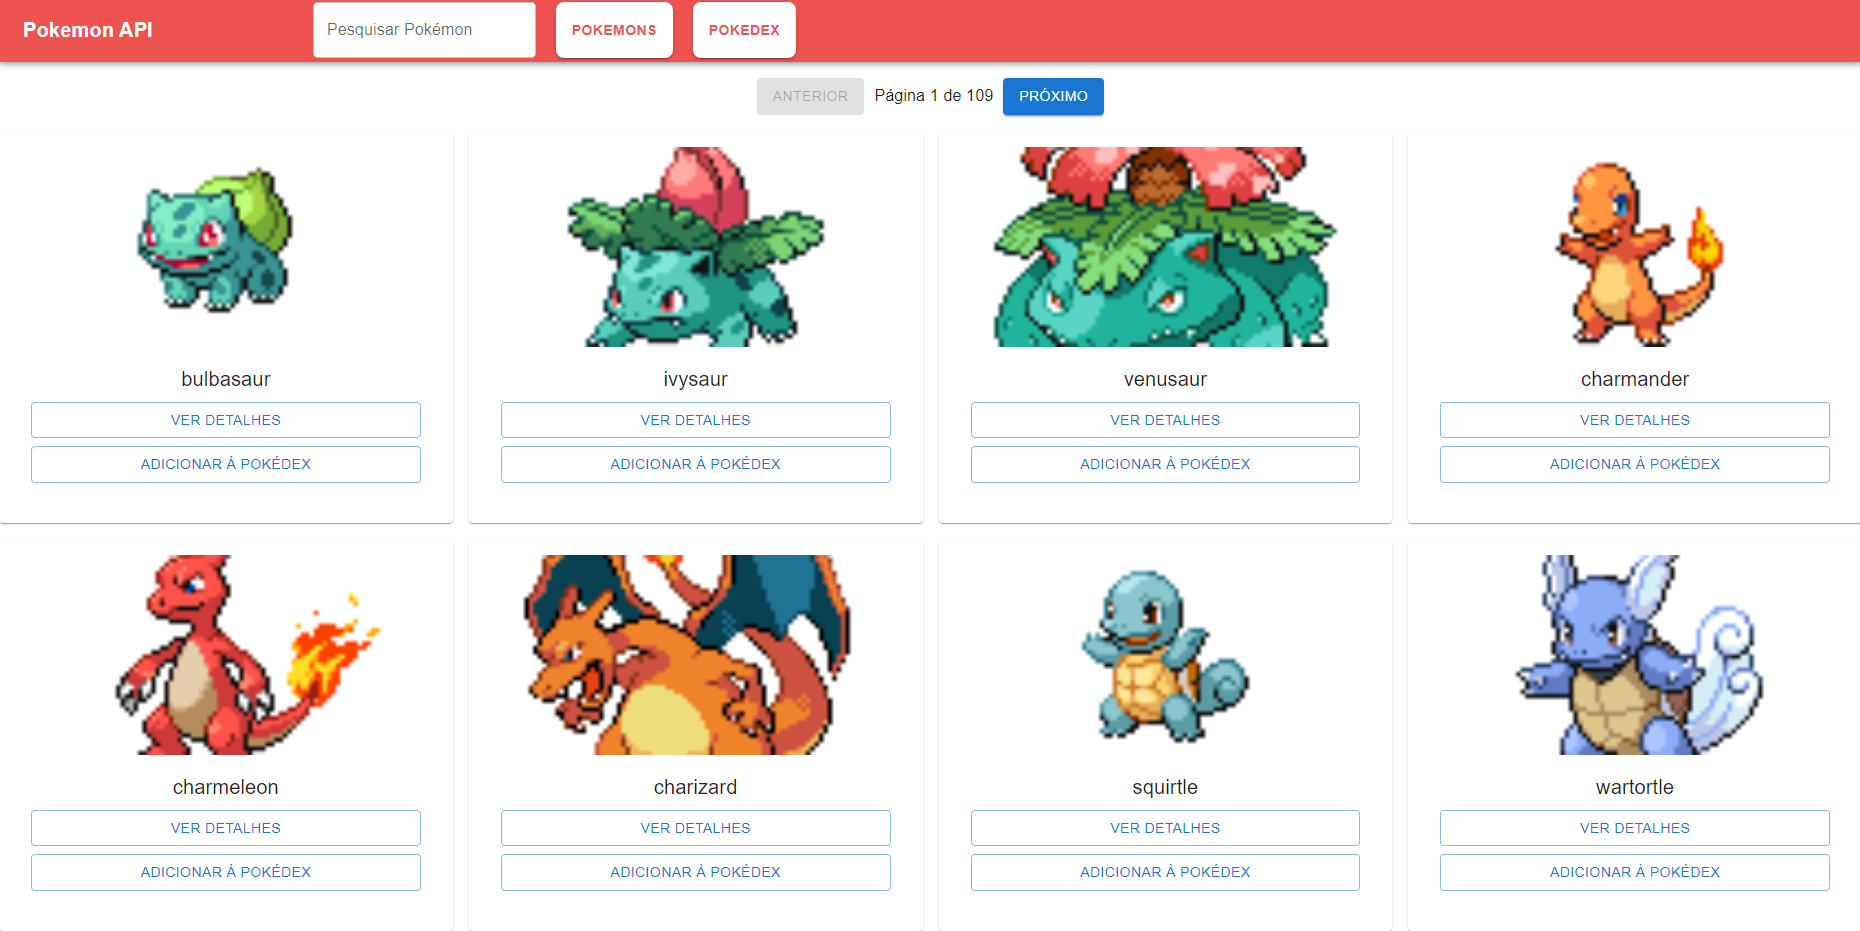 Pokemon API
Pesquisar Pokémon
POKEMONS
POKEDEX
ANTERIOR
Página 1 de 109
PRÓXIMO
bulbasaur
VER DETALHES
ADICIONAR À POKÉDEX
ivysaur
VER DETALHES
ADICIONAR À POKÉDEX
venusaur
VER DETALHES
ADICIONAR À POKÉDEX
charmander
VER DETALHES
ADICIONAR À POKÉDEX
charmeleon
VER DETALHES
ADICIONAR À POKÉDEX
charizard
VER DETALHES
ADICIONAR À POKÉDEX
squirtle
VER DETALHES
ADICIONAR À POKÉDEX
wartortle
VER DETALHES
ADICIONAR À POKÉDEX